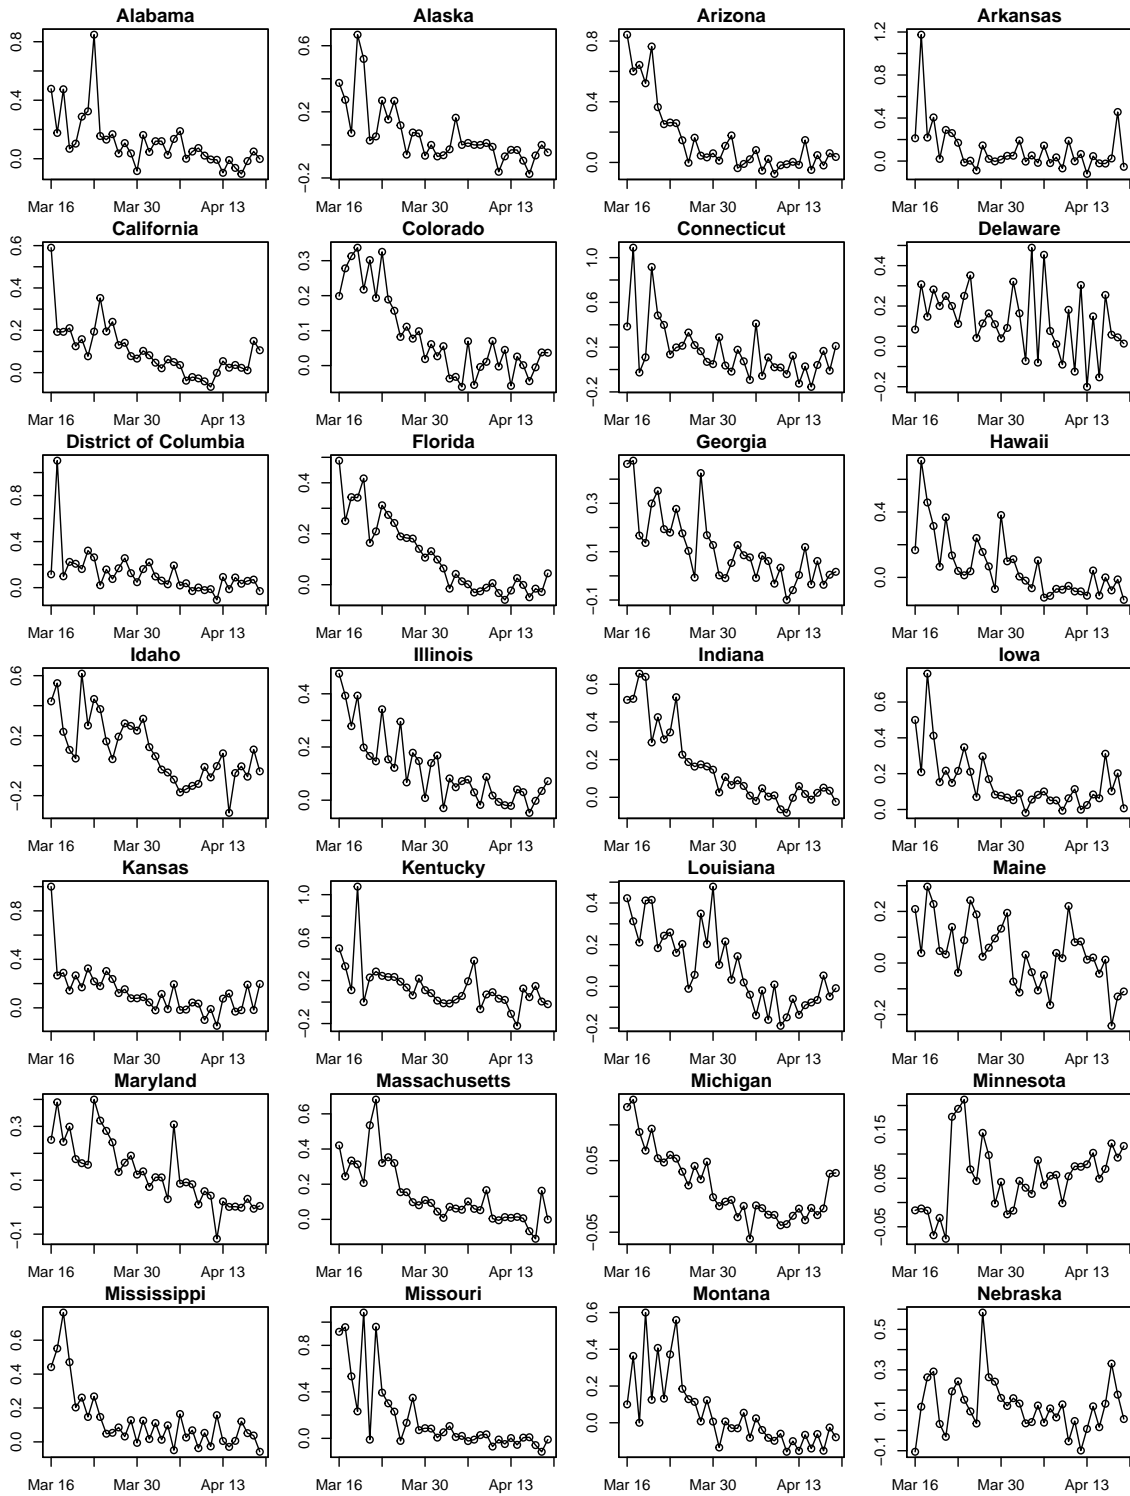 Alabama Alaska Arizona Arkansas
0.0 0.4 0.8 −0.2 0.2 0.6 0.0 0.4 0.8 0.0 0.4 0.8 1.2
Mar 16 Mar 30 Apr 13 Mar 16 Mar 30 Apr 13 Mar 16 Mar 30 Apr 13 Mar 16 Mar 30 Apr 13
California Colorado Connecticut Delaware
0.0 0.2 0.4 0.6 0.0 0.1 0.2 0.3 −0.2 0.2 0.6 1.0 −0.2 0.0 0.2 0.4
Mar 16 Mar 30 Apr 13 Mar 16 Mar 30 Apr 13 Mar 16 Mar 30 Apr 13 Mar 16 Mar 30 Apr 13
District of Columbia Florida Georgia Hawaii
0.0 0.4 0.8 0.0 0.2 0.4 −0.1 0.1 0.3 0.0 0.4
Mar 16 Mar 30 Apr 13 Mar 16 Mar 30 Apr 13 Mar 16 Mar 30 Apr 13 Mar 16 Mar 30 Apr 13
Idaho Illinois Indiana Iowa
−0.2 0.2 0.6 0.0 0.2 0.4 0.0 0.2 0.4 0.6 0.0 0.2 0.4 0.6
Mar 16 Mar 30 Apr 13 Mar 16 Mar 30 Apr 13 Mar 16 Mar 30 Apr 13 Mar 16 Mar 30 Apr 13
Kansas Kentucky Louisiana Maine
0.0 0.4 0.8 −0.2 0.2 0.6 1.0 −0.2 0.0 0.2 0.4 −0.2 0.0 0.2
Mar 16 Mar 30 Apr 13 Mar 16 Mar 30 Apr 13 Mar 16 Mar 30 Apr 13 Mar 16 Mar 30 Apr 13
Maryland Massachusetts Michigan Minnesota
−0.1 0.1 0.3 0.0 0.2 0.4 0.6 −0.05 0.05 −0.05 0.05 0.15
Mar 16 Mar 30 Apr 13 Mar 16 Mar 30 Apr 13 Mar 16 Mar 30 Apr 13 Mar 16 Mar 30 Apr 13
Mississippi Missouri Montana Nebraska
0.0 0.2 0.4 0.6 0.0 0.4 0.8 0.0 0.2 0.4 0.6 −0.1 0.1 0.3 0.5
Mar 16 Mar 30 Apr 13 Mar 16 Mar 30 Apr 13 Mar 16 Mar 30 Apr 13 Mar 16 Mar 30 Apr 13